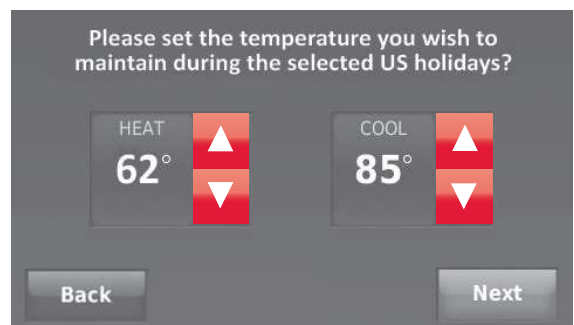 Please set the temperature you wish to
maintain during the selected US holidays?
HEAT
62°
COOL
85°
Back
Next